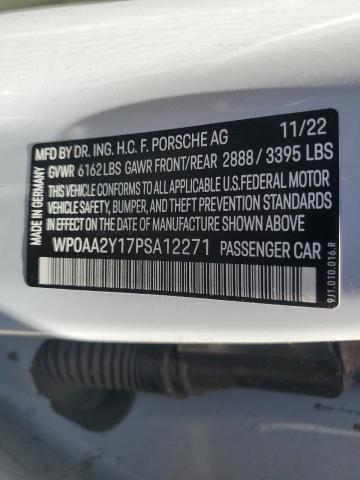 MADE IN GERMANY
MFD BY DR. ING. H.C. F. PORSCHE AG 11/22
GVWR 6162 LBS GAWR FRONT/REAR 2888 / 3395 LBS
THIS VEHICLE CONFORMS TO ALL APPLICABLE U.S.FEDERAL MOTOR
VEHICLE SAFETY, BUMPER, AND THEFT PREVENTION STANDARDS
IN EFFECT ON THE DATE OF MANUFACTURE SHOWN ABOVE.
WP0AA2Y17PSA12271 PASSENGER CAR
9J1.010.016.R